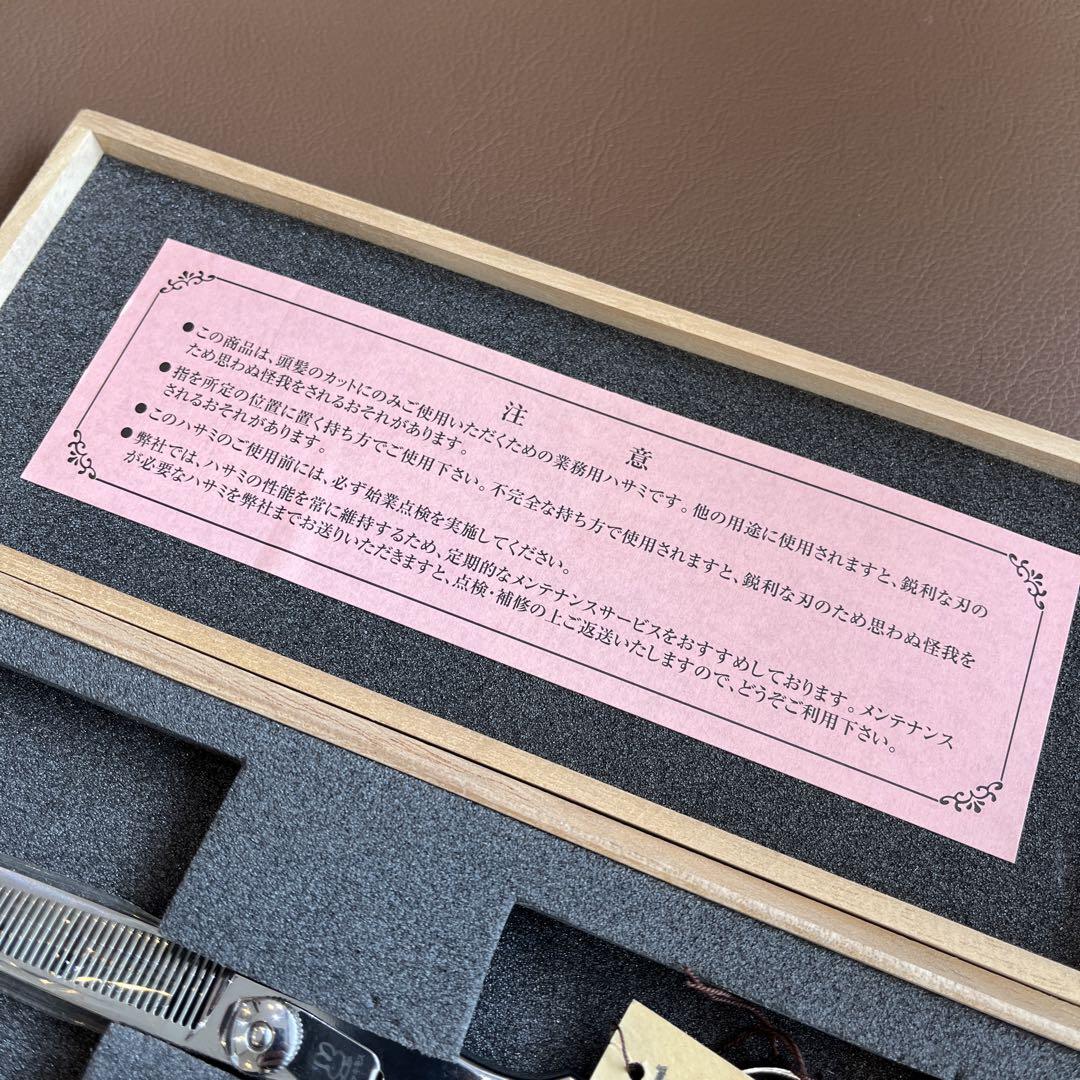 注意
●この商品は、頭髪のカットにのみご使用いただくための業務用ハサミです。他の用途に使用されますと、鋭利な刃の
ため思わぬ怪我をされるおそれがあります。
●指を所定の位置に置く持ち方でご使用下さい。不完全な持ち方で使用されますと、鋭利な刃のため思わぬ怪我を
されるおそれがあります。
●このハサミのご使用前には、必ず始業点検を実施してください。
●弊社では、ハサミの性能を常に維持するため、定期的なメンテナンスサービスをおすすめしております。メンテナンス
が必要なハサミを弊社までお送りいただきますと、点検・補修の上ご返送いたしますので、どうぞご利用下さい。